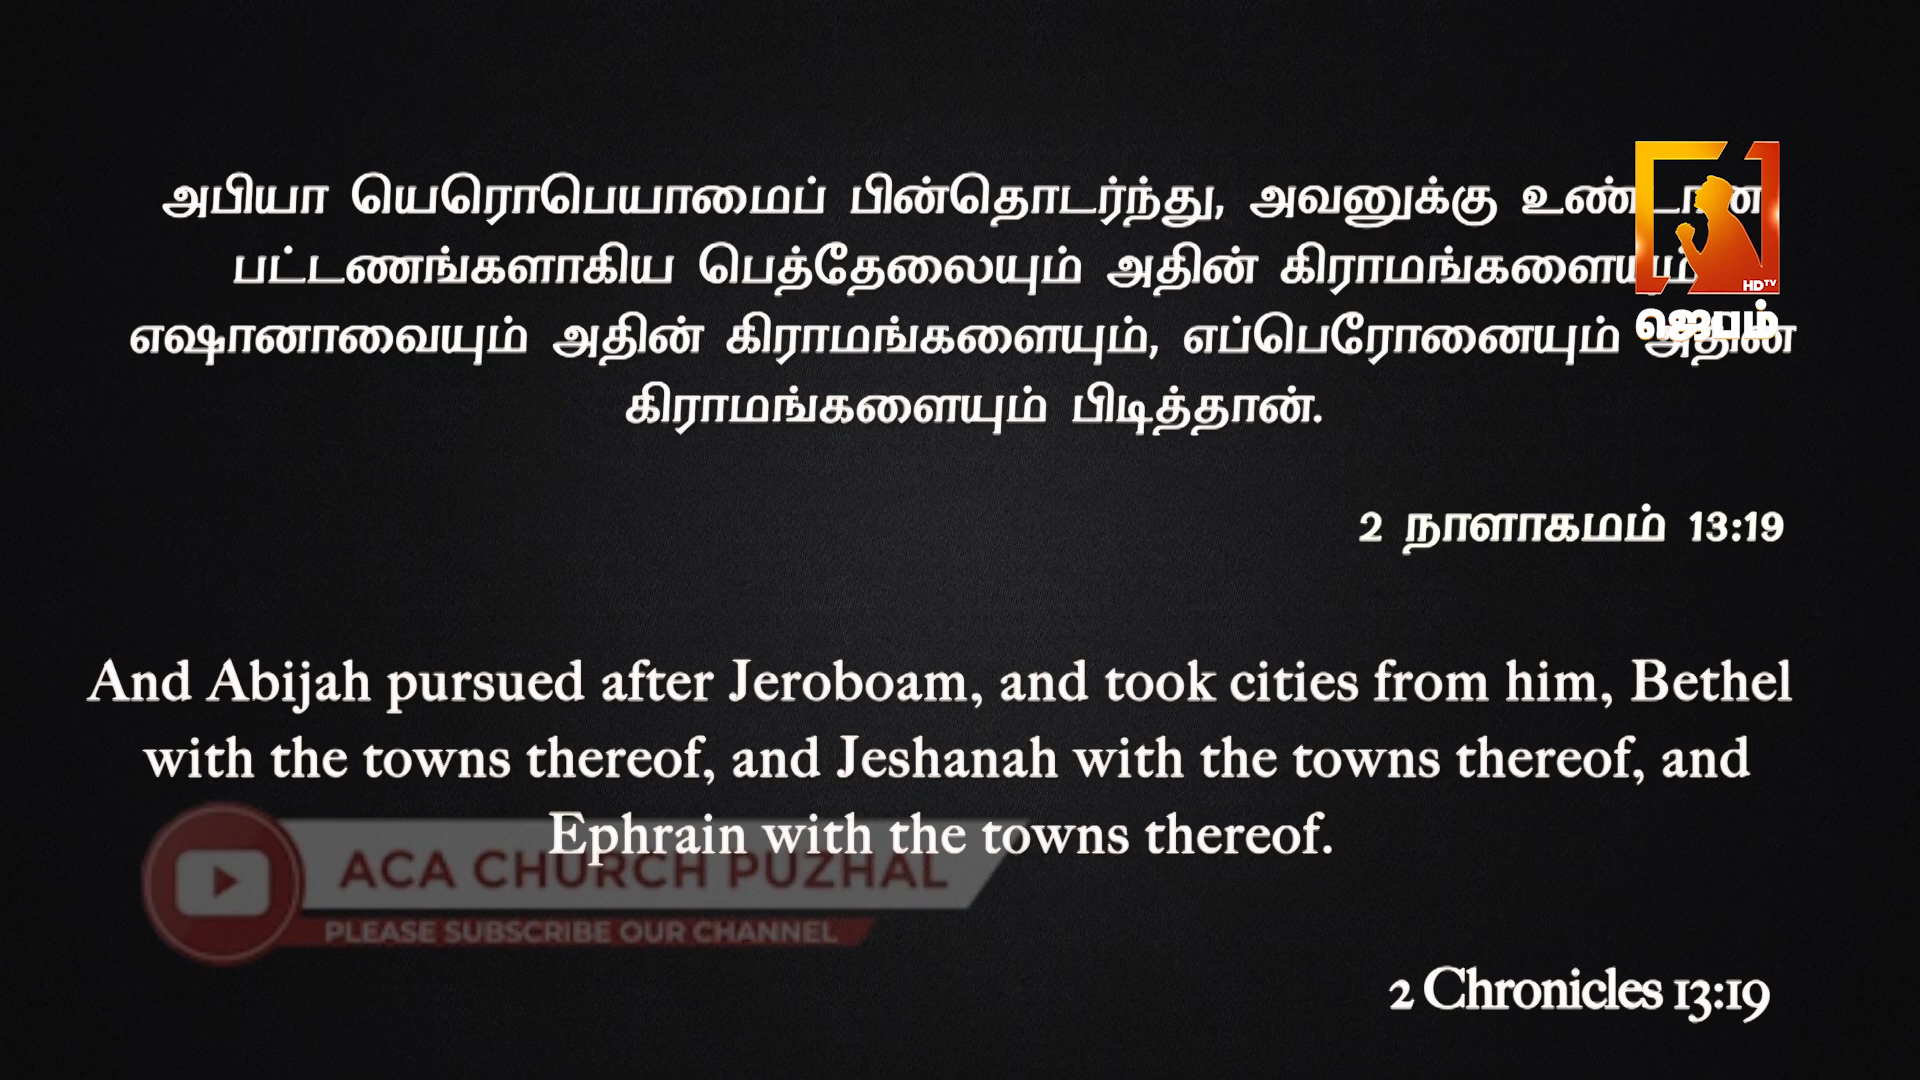 அபியா யெரொபெயாமைப் பின்தொடர்ந்து, அவனுக்கு உண்டான
பட்டணங்களாகிய பெத்தேலையும் அதின் கிராமங்களையும்
HDTV
ஜெபம்
எஷானாவையும் அதின் கிராமங்களையும், எப்பெரோனையும் அதின்
கிராமங்களையும் பிடித்தான்.
2 நாளாகமம் 13:19
And Abijah pursued after Jeroboam, and took cities from him, Bethel
with the towns thereof, and Jeshanah with the towns thereof, and
Ephrain with the towns thereof.
ACA CHURCH PUZHAL
PLEASE SUBSCRIBE OUR CHANNEL
2 Chronicles 13:19